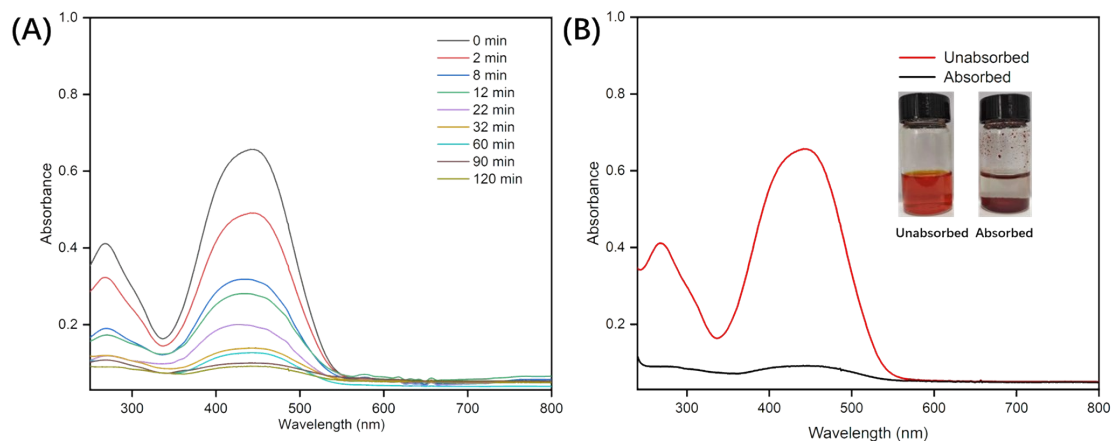 (A)
1.0
0.8
0.6
0.4
0.2
Absorbance
300 400 500 600 700 800
Wavelength (nm)
0 min
2 min
8 min
12 min
22 min
32 min
60 min
90 min
120 min
(B)
1.0
0.8
0.6
0.4
0.2
Absorbance
300 400 500 600 700 800
Wavelength (nm)
Unabsorbed
Absorbed
Unabsorbed Absorbed